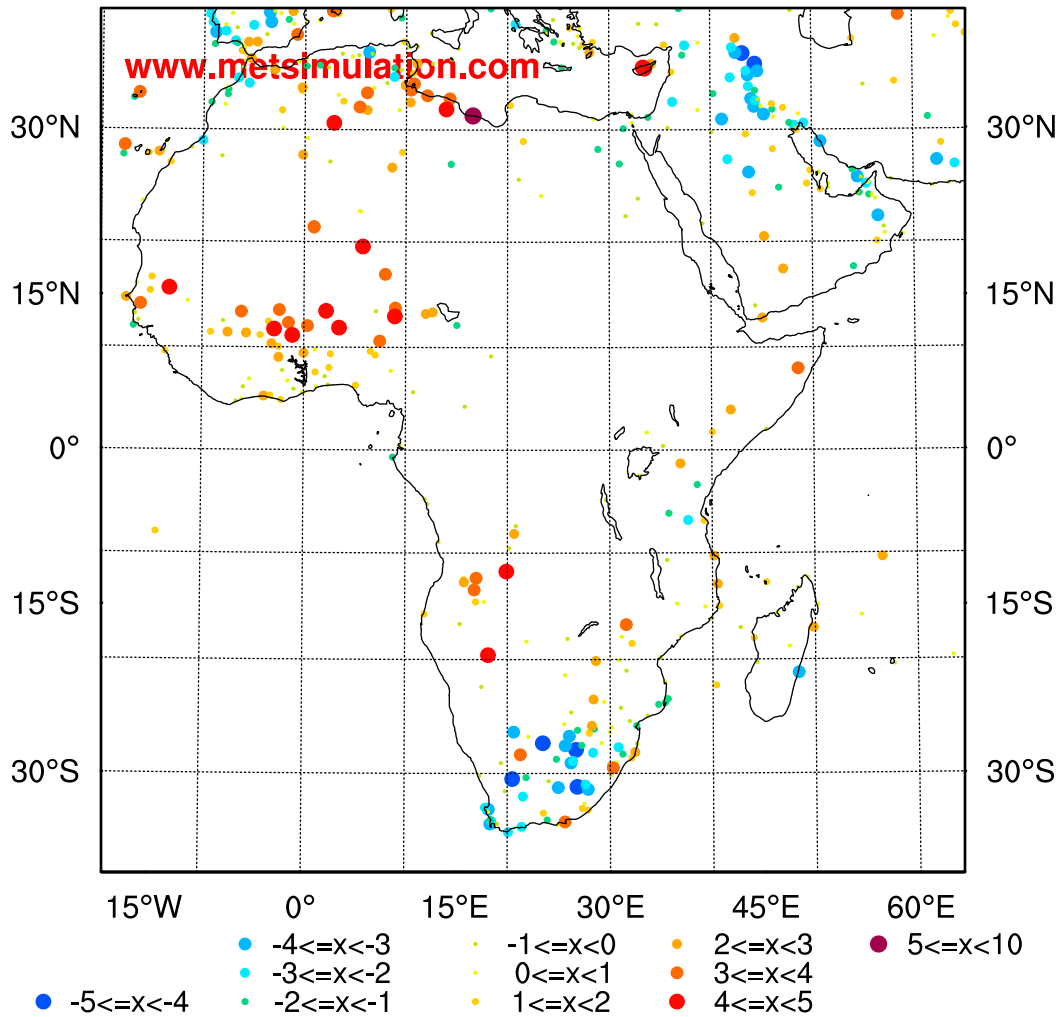 www.metsimulation.com
30°N 30°N
15°N 15°N
0° 0°
15°S 15°S
30°S 30°S
15°W 0° 15°E 30°E 45°E 60°E
-4<=x<-3 -1<=x<0 2<=x<3 5<=x<10
-3<=x<-2 0<=x<1 3<=x<4
-5<=x<-4 -2<=x<-1 1<=x<2 4<=x<5